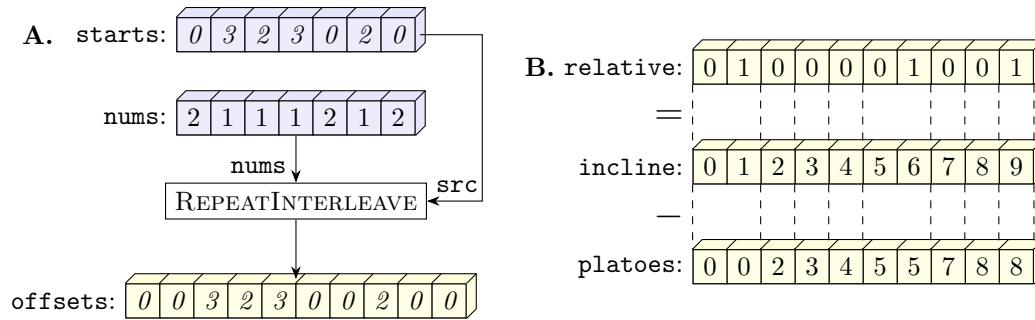 A. starts: 0 3 2 3 0 2 0
nums: 2 1 1 1 2 1 2
nums
src
REPEATINTERLEAVE
offsets: 0 0 3 2 3 0 0 2 0 0
B. relative: 0 1 0 0 0 0 1 0 0 1
=
incline: 0 1 2 3 4 5 6 7 8 9
−
platoes: 0 0 2 3 4 5 5 7 8 8